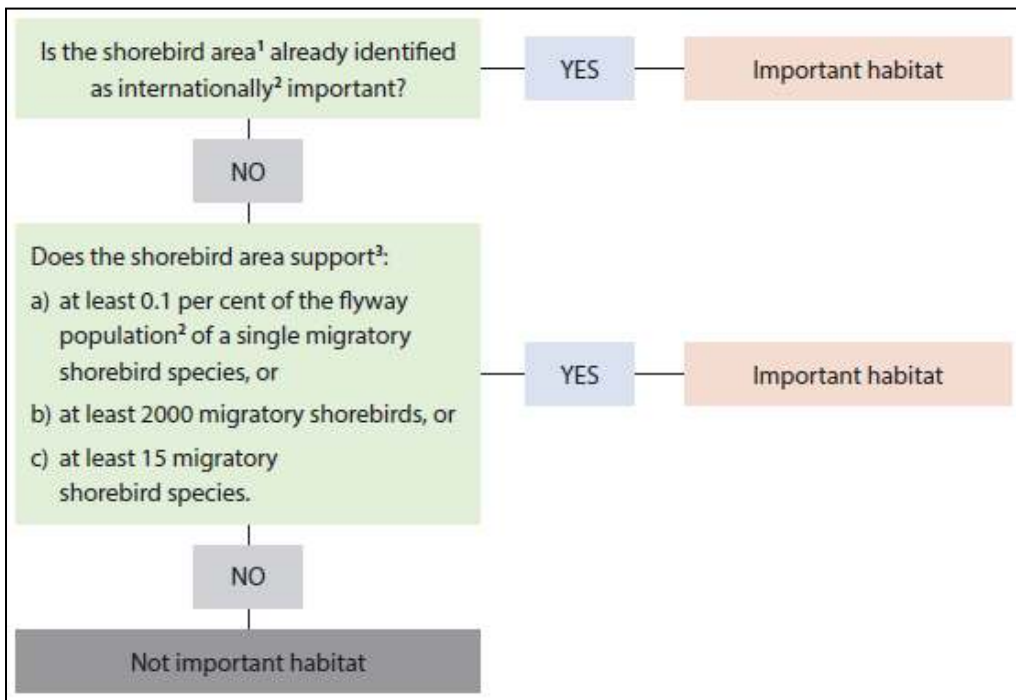 Is the shorebird area¹ already identified
as internationally² important?
YES
Important habitat
NO
Does the shorebird area support³:
a) at least 0.1 per cent of the flyway
population² of a single migratory
shorebird species, or
b) at least 2000 migratory shorebirds, or
c) at least 15 migratory
shorebird species.
YES
Important habitat
NO
Not important habitat